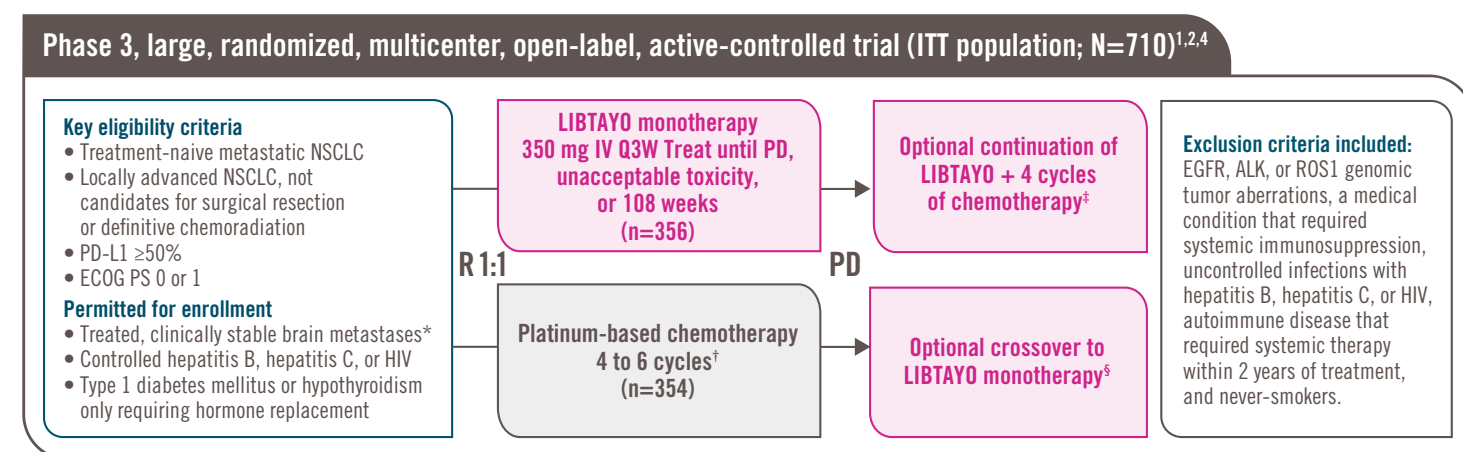 Phase 3, large, randomized, multicenter, open-label, active-controlled trial (ITT population; N=710)1,2,4
Key eligibility criteria
• Treatment-naive metastatic NSCLC
• Locally advanced NSCLC, not
candidates for surgical resection
or definitive chemoradiation
• PD-L1 ≥50%
• ECOG PS 0 or 1
Permitted for enrollment
• Treated, clinically stable brain metastases*
• Controlled hepatitis B, hepatitis C, or HIV
• Type 1 diabetes mellitus or hypothyroidism
only requiring hormone replacement
R 1:1
LIBTAYO monotherapy
350 mg IV Q3W Treat until PD,
unacceptable toxicity,
or 108 weeks
(n=356)
Platinum-based chemotherapy
4 to 6 cycles†
(n=354)
PD
Optional continuation of
LIBTAYO + 4 cycles
of chemotherapy‡
Optional crossover to
LIBTAYO monotherapy§
Exclusion criteria included:
EGFR, ALK, or ROS1 genomic
tumor aberrations, a medical
condition that required
systemic immunosuppression,
uncontrolled infections with
hepatitis B, hepatitis C, or HIV,
autoimmune disease that
required systemic therapy
within 2 years of treatment,
and never-smokers.